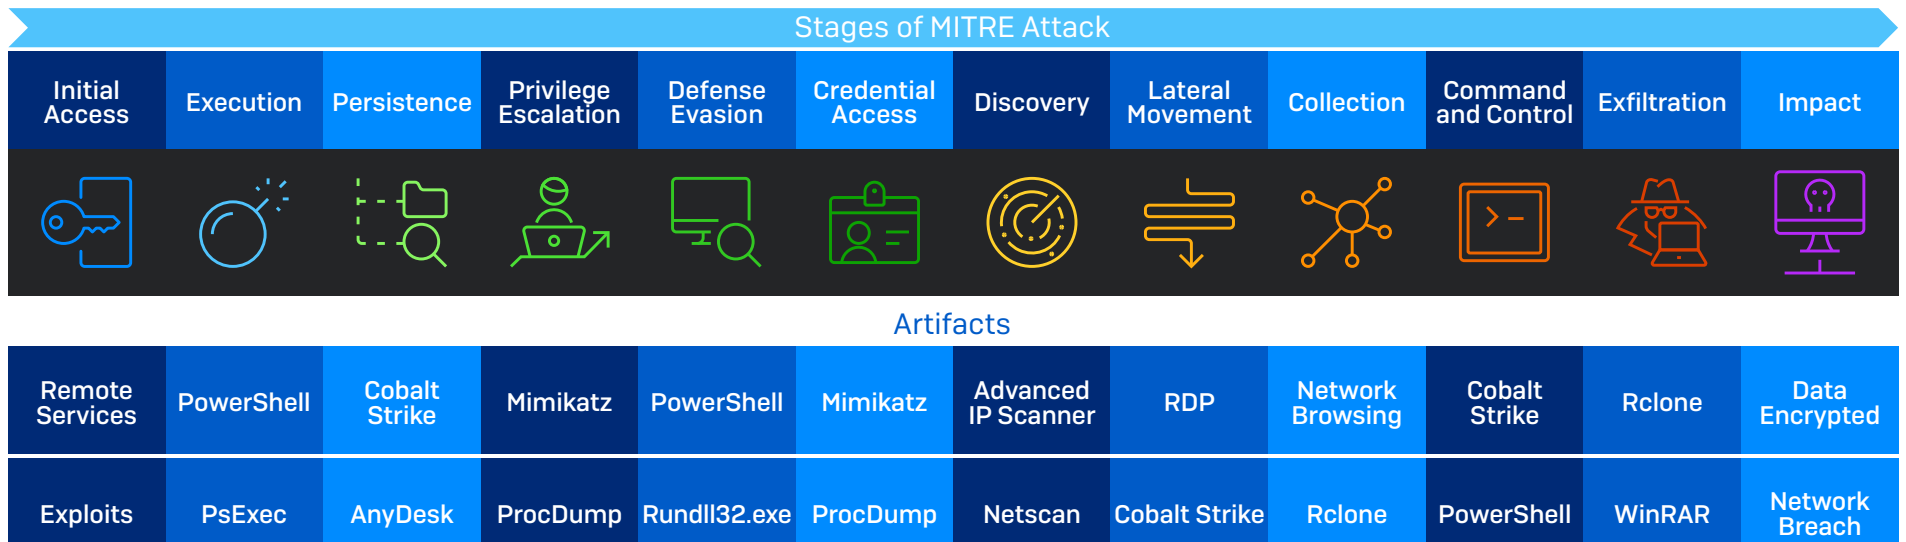 Stages of MITRE Attack
Initial
Access
Execution
Persistence
Privilege
Escalation
Defense
Evasion
Credential
Access
Discovery
Lateral
Movement
Collection
Command
and Control
Exfiltration
Impact
Artifacts
Remote
Services
PowerShell
Cobalt
Strike
Mimikatz
PowerShell
Mimikatz
Advanced
IP Scanner
RDP
Network
Browsing
Cobalt
Strike
Rclone
Data
Encrypted
Exploits
PsExec
AnyDesk
ProcDump
Rundll32.exe
ProcDump
Netscan
Cobalt Strike
Rclone
PowerShell
WinRAR
Network
Breach